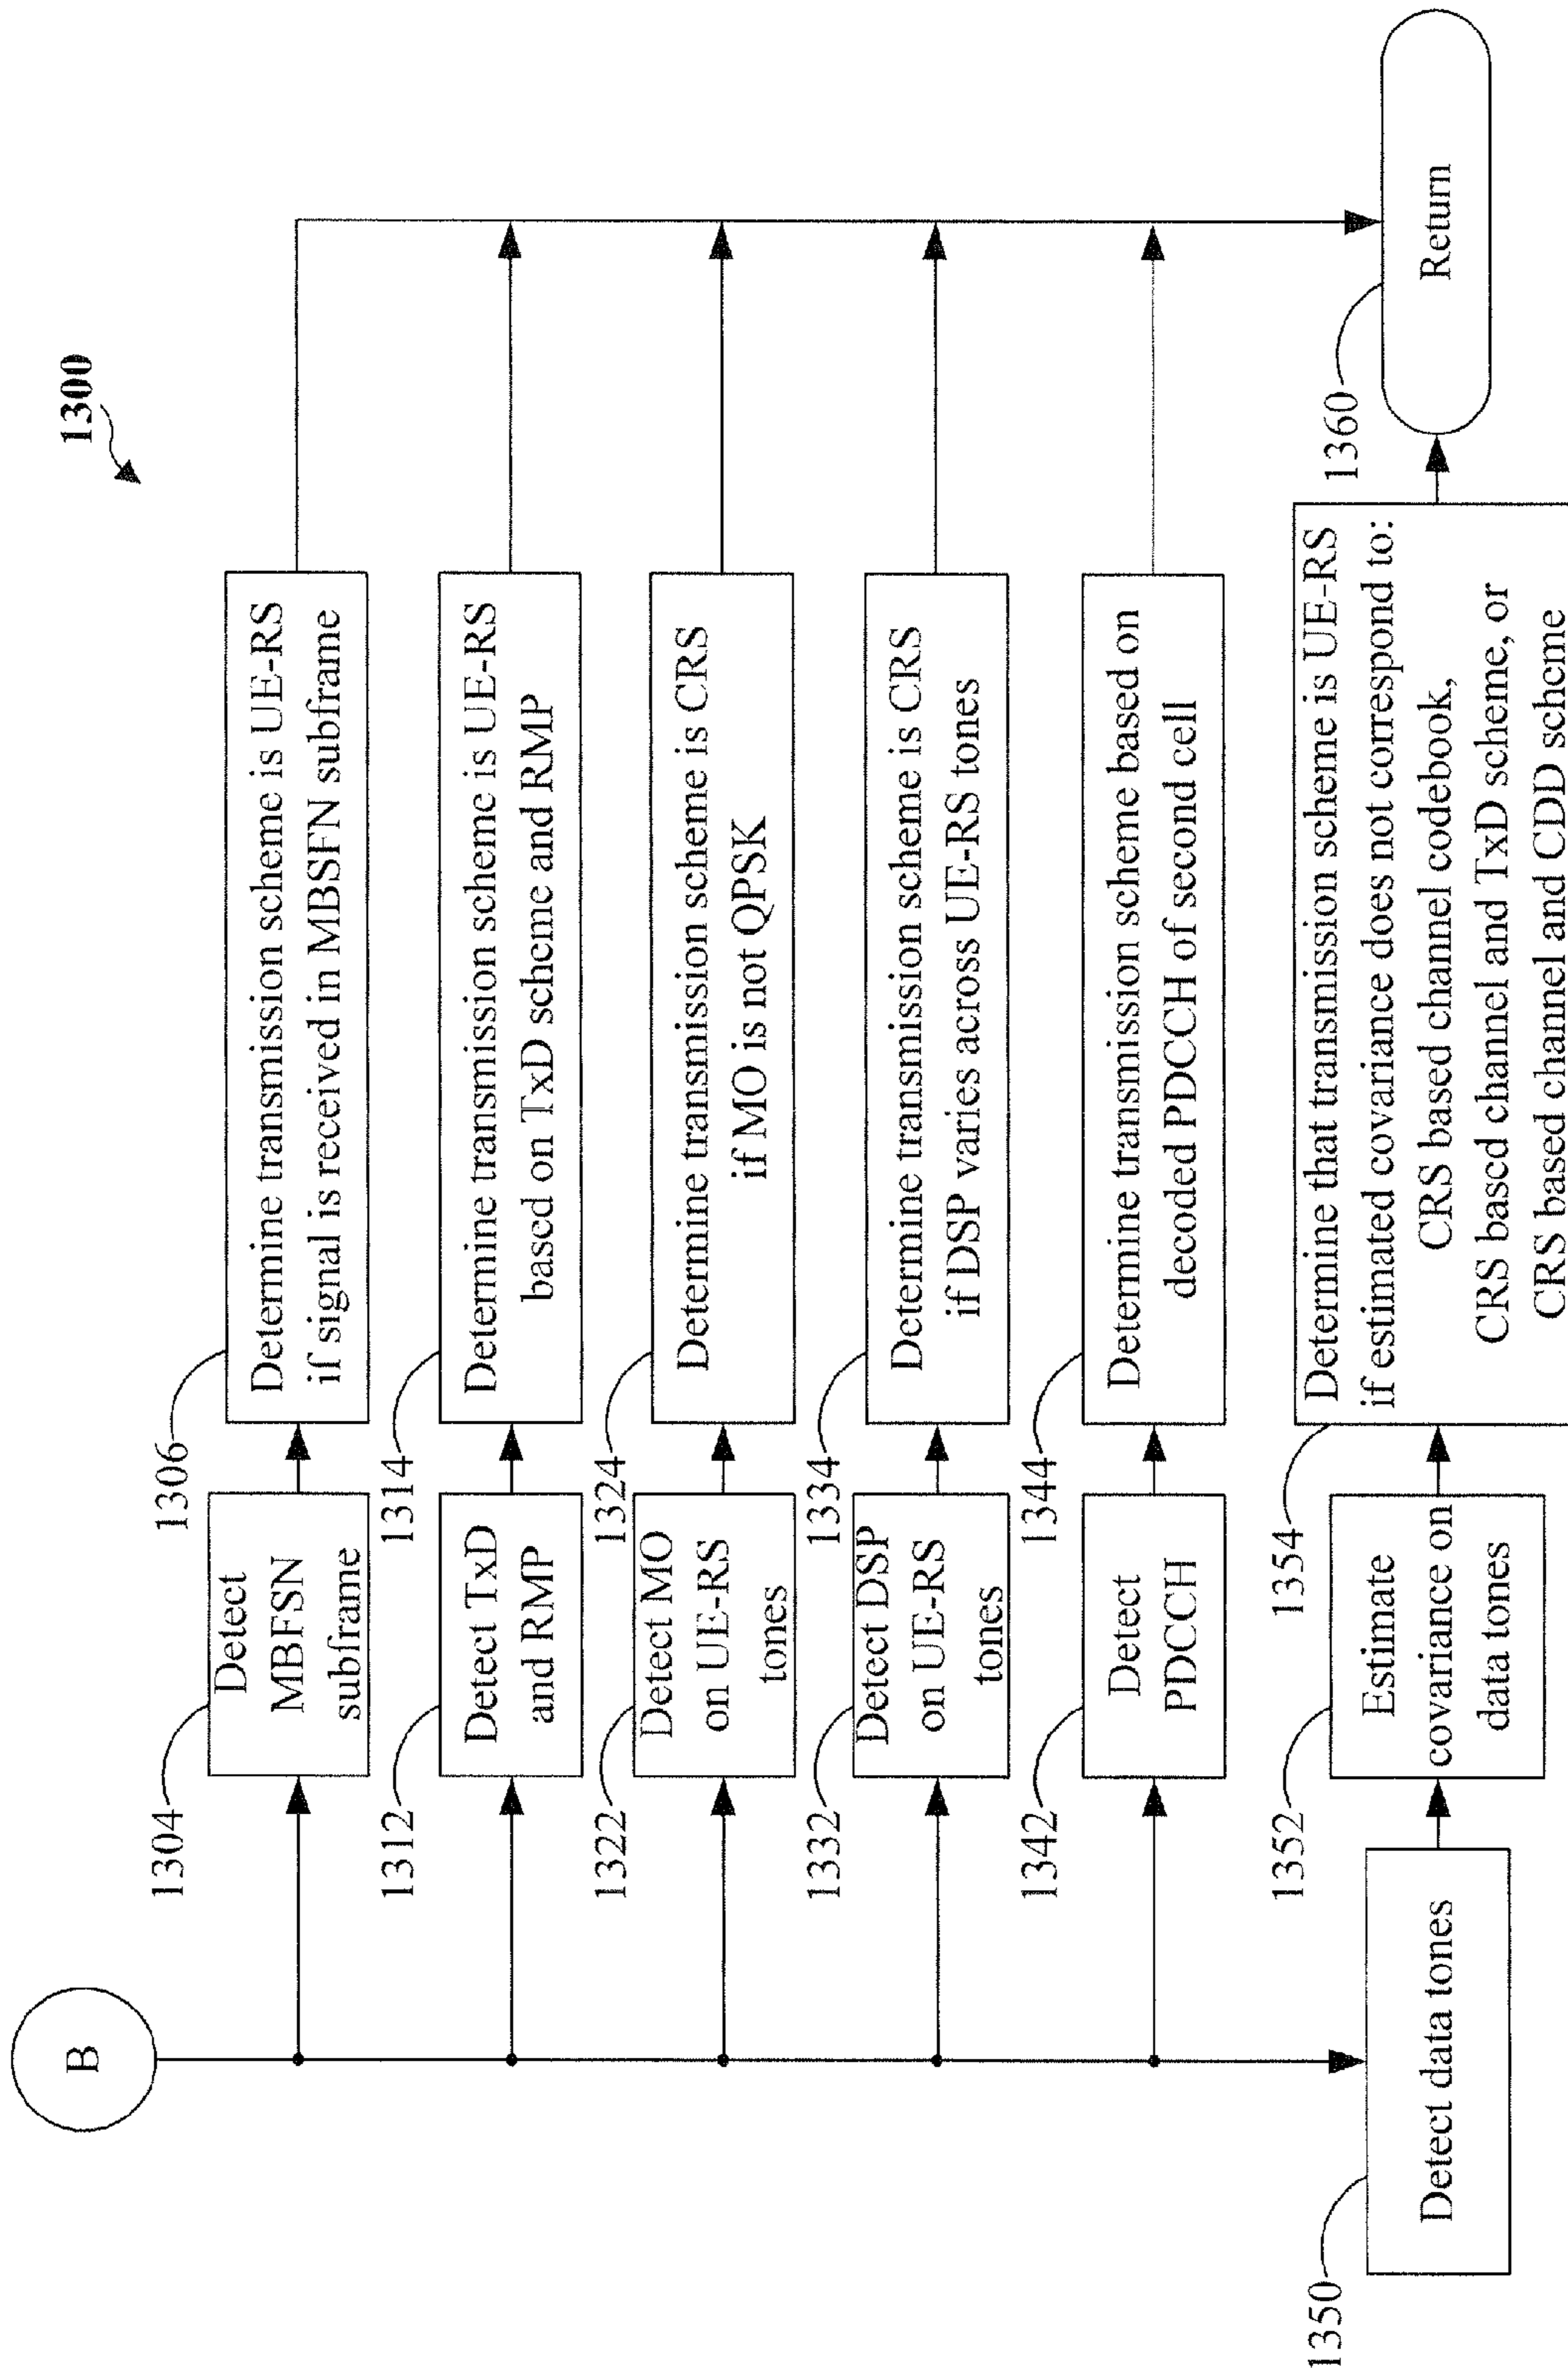 1300
B
1304
Detect
MBFSN
subframe
1306
Determine transmission scheme is UE-RS
if signal is received in MBSFN subframe
1312
Detect TxD
and RMP
1314
Determine transmission scheme is UE-RS
based on TxD scheme and RMP
1322
Detect MO
on UE-RS
tones
1324
Determine transmission scheme is CRS
if MO is not QPSK
1332
Detect DSP
on UE-RS
tones
1334
Determine transmission scheme is CRS
if DSP varies across UE-RS tones
1342
Detect
PDCCH
1344
Determine transmission scheme based on
decoded PDCCH of second cell
1350
Detect data tones
1352
Estimate
covariance on
data tones
1354
Determine that transmission scheme is UE-RS
if estimated covariance does not correspond to:
CRS based channel codebook,
CRS based channel and TxD scheme, or
CRS based channel and CDD scheme
1360
Return